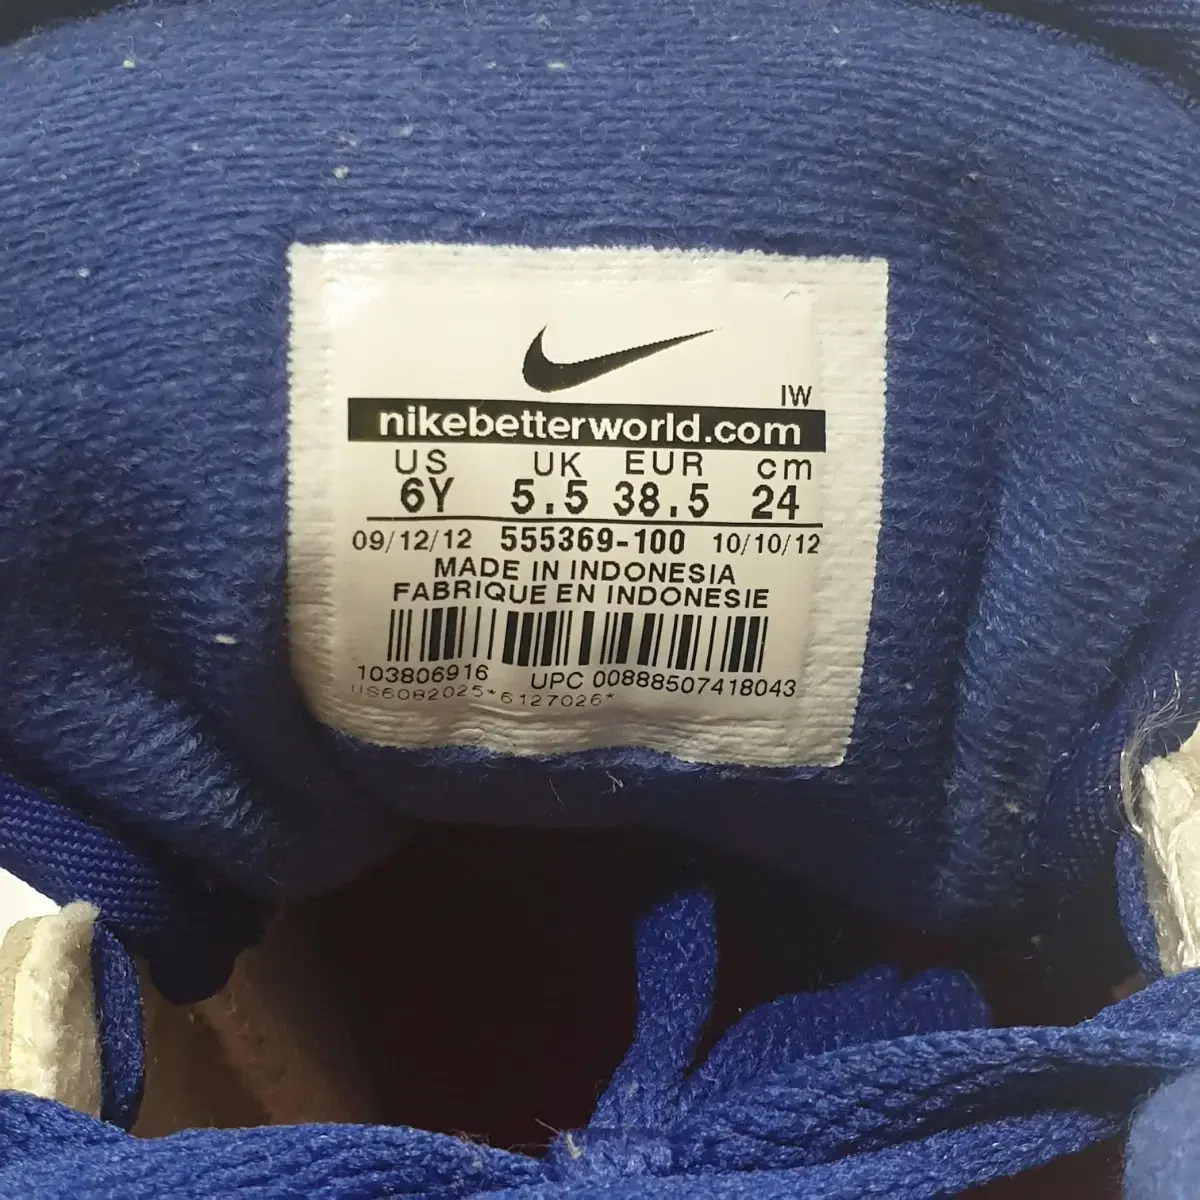 IW
nikebetterworld.com
US UK EUR cm
6Y 5.5 38.5 24
09/12/12 555369-100 10/10/12
MADE IN INDONESIA
FABRIQUE EN INDONESIE
103806916 UPC 00888507418043
US6082025*6127026*